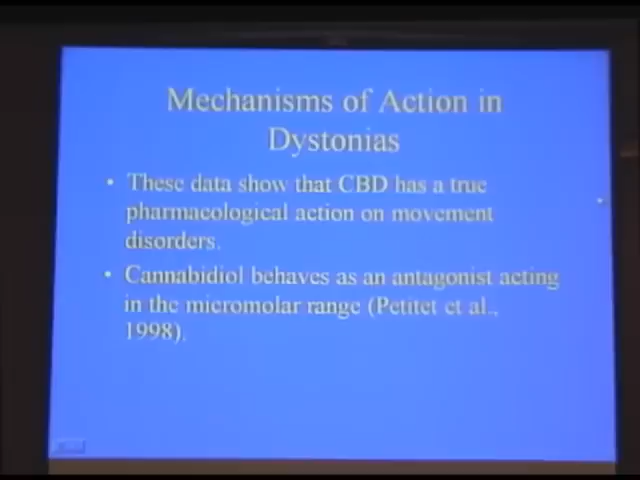 Mechanisms of Action in
Dystonias
• These data show that CBD has a true
pharmacological action on movement
disorders.
• Cannabidiol behaves as an antagonist acting
in the micromolar range (Petitet et al.,
1998).